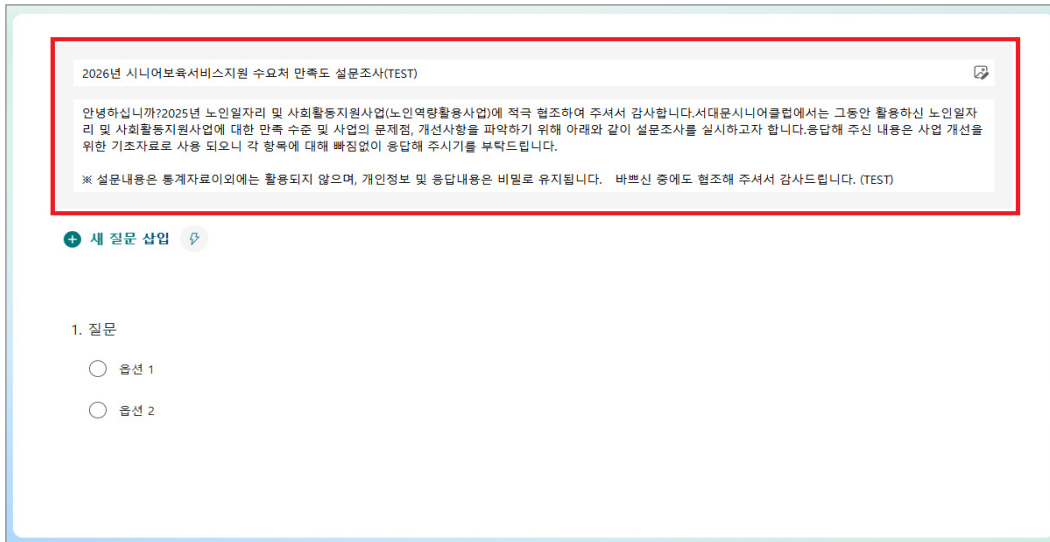 2026년 시니어보육서비스지원 수요처 만족도 설문조사(TEST)
안녕하십니까?2025년 노인일자리 및 사회활동지원사업(노인역량활용사업)에 적극 협조하여 주셔서 감사합니다.서대문시니어클럽에서는 그동안 활용하신 노인일자
리 및 사회활동지원사업에 대한 만족 수준 및 사업의 문제점, 개선사항을 파악하기 위해 아래와 같이 설문조사를 실시하고자 합니다.응답해 주신 내용은 사업 개선을
위한 기초자료로 사용 되오니 각 항목에 대해 빠짐없이 응답해 주시기를 부탁드립니다.
※ 설문내용은 통계자료이외에는 활용되지 않으며, 개인정보 및 응답내용은 비밀로 유지됩니다. 바쁘신 중에도 협조해 주셔서 감사드립니다. (TEST)
새 질문 삽입
1. 질문
옵션 1
옵션 2